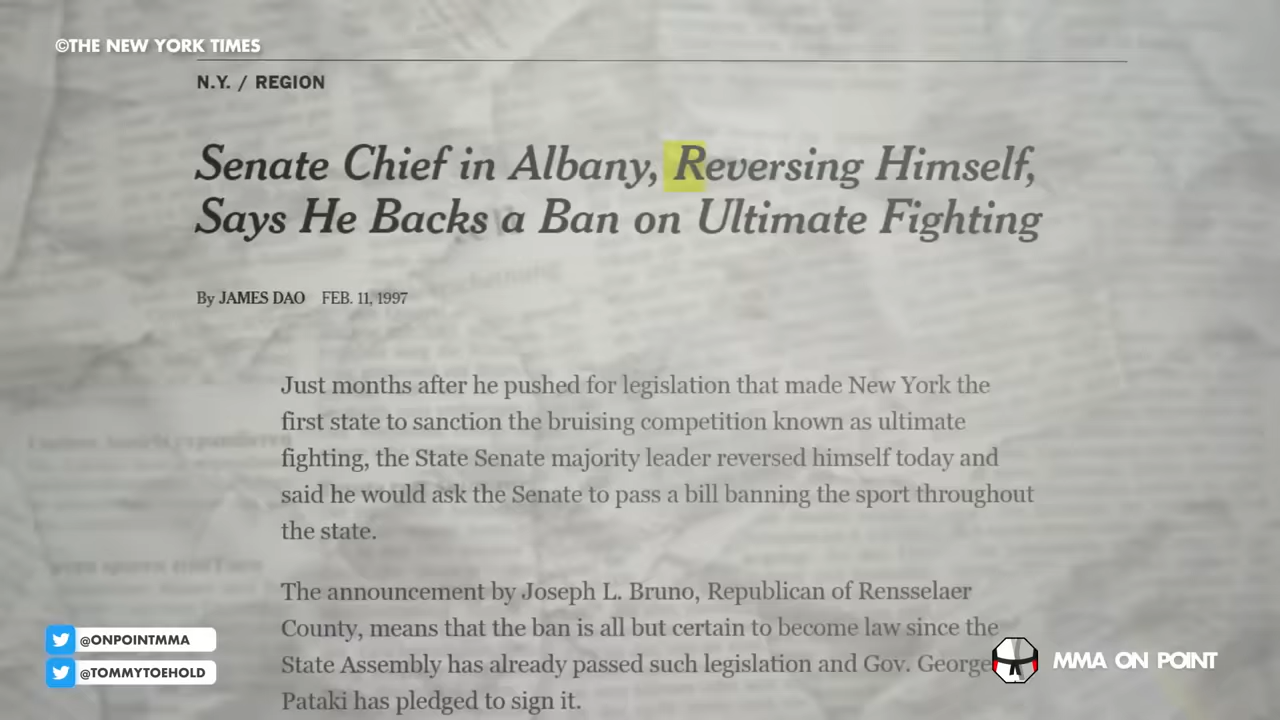 ©THE NEW YORK TIMES
N.Y. / REGION
Senate Chief in Albany, Reversing Himself,
Says He Backs a Ban on Ultimate Fighting
By JAMES DAO FEB. 11, 1997
Just months after he pushed for legislation that made New York the
first state to sanction the bruising competition known as ultimate
fighting, the State Senate majority leader reversed himself today and
said he would ask the Senate to pass a bill banning the sport throughout
the state.
The announcement by Joseph L. Bruno, Republican of Rensselaer
County, means that the ban is all but certain to become law since the
State Assembly has already passed such legislation and Gov. George
Pataki has pledged to sign it.
@ONPOINTMMA
@TOMMYTOEHOLD
MMA ON POINT